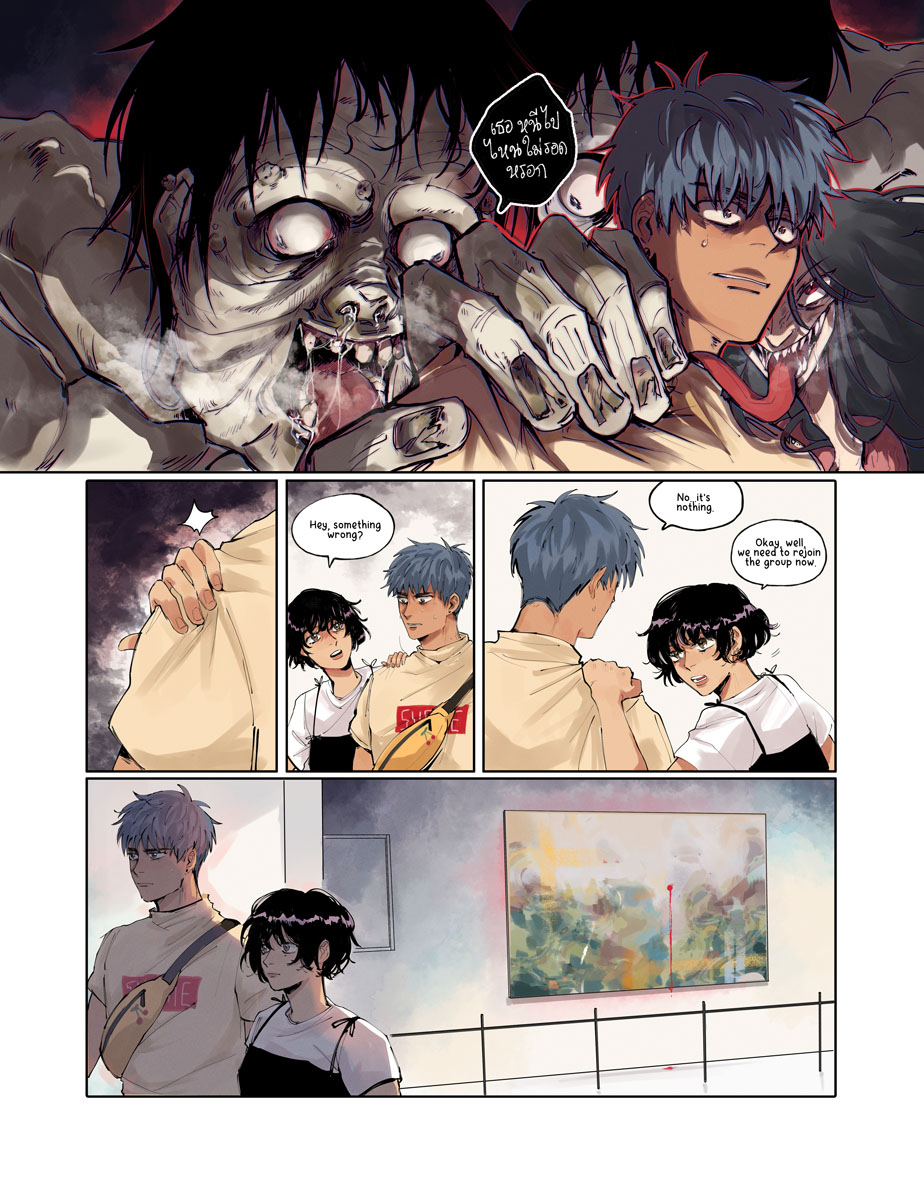 เธอ หนีไป
ไหนไม่รอด
หรอก
Hey, something
wrong?
No...it's
nothing.
Okay, well,
we need to rejoin
the group now.